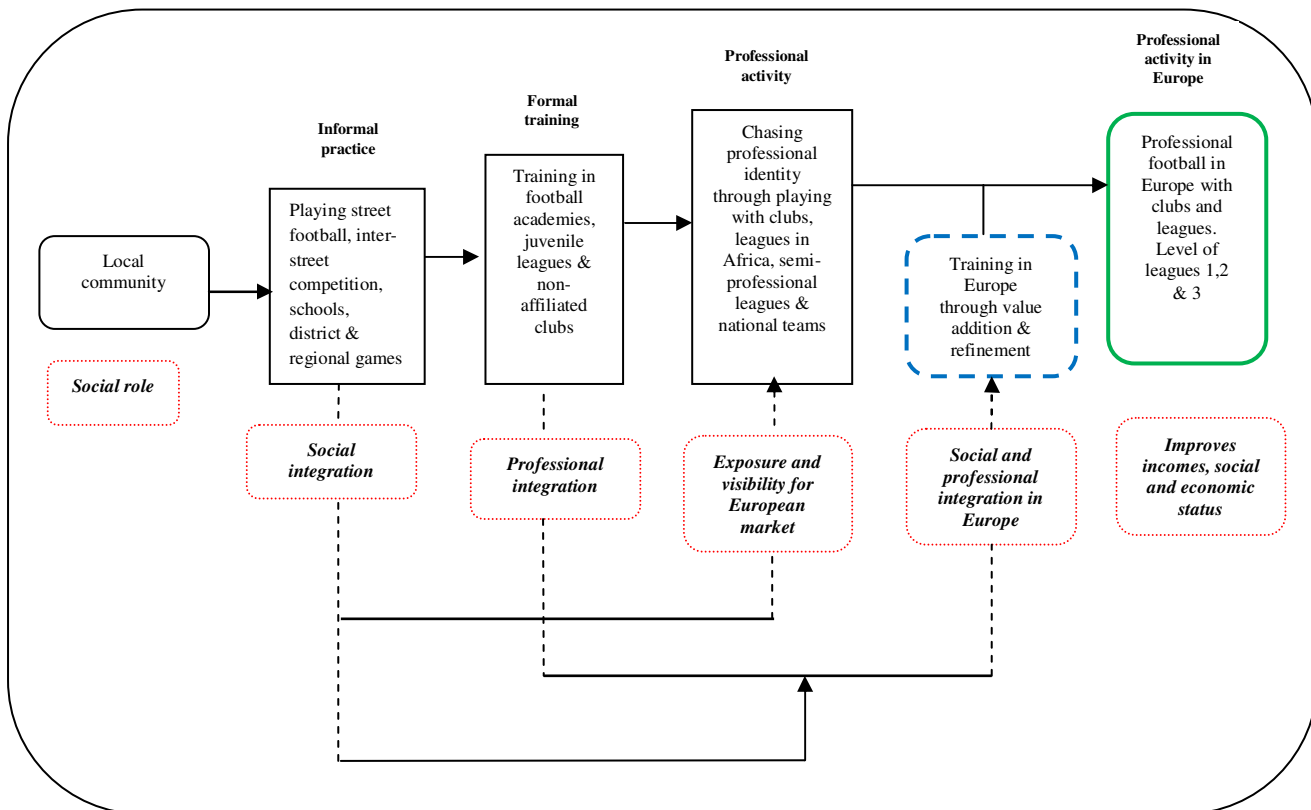 Professional
activity in
Europe
Professional
activity
Formal
training
Informal
practice
Local
community
Playing street
football, inter-
street
competition,
schools,
district &
regional games
Training in
football
academies,
juvenile
leagues &
non-
affiliated
clubs
Chasing
professional
identity
through playing
with clubs,
leagues in
Africa, semi-
professional
leagues &
national teams
Training in
Europe
through value
addition &
refinement
Professional
football in
Europe with
clubs and
leagues.
Level of
leagues 1,2
& 3
Social role
Social
integration
Professional
integration
Exposure and
visibility for
European
market
Social and
professional
integration in
Europe
Improves
incomes, social
and economic
status